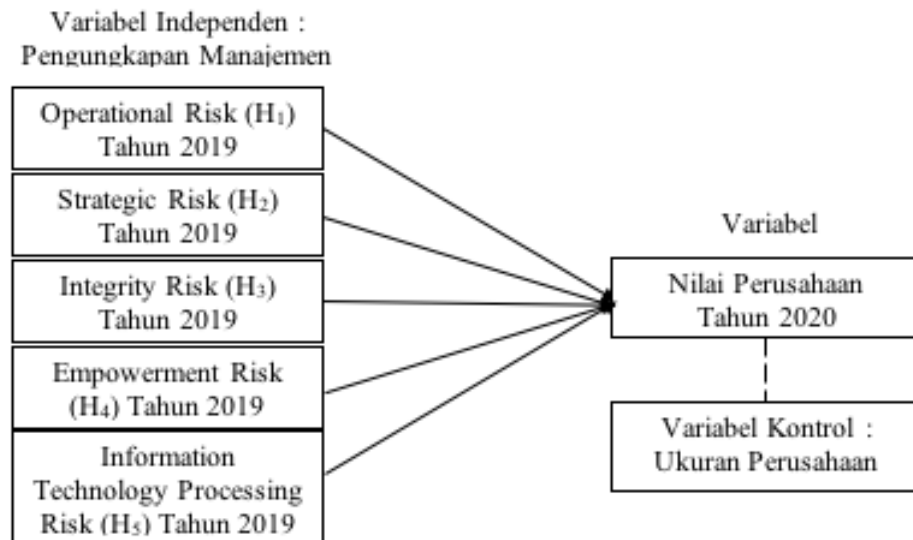 Variabel Independen :
Pengungkapan Manajemen
Operational Risk (H₁)
Tahun 2019
Strategic Risk (H₂)
Tahun 2019
Integrity Risk (H₃)
Tahun 2019
Empowerment Risk
(H₄) Tahun 2019
Information
Technology Processing
Risk (H₅) Tahun 2019
Variabel
Nilai Perusahaan
Tahun 2020
Variabel Kontrol :
Ukuran Perusahaan